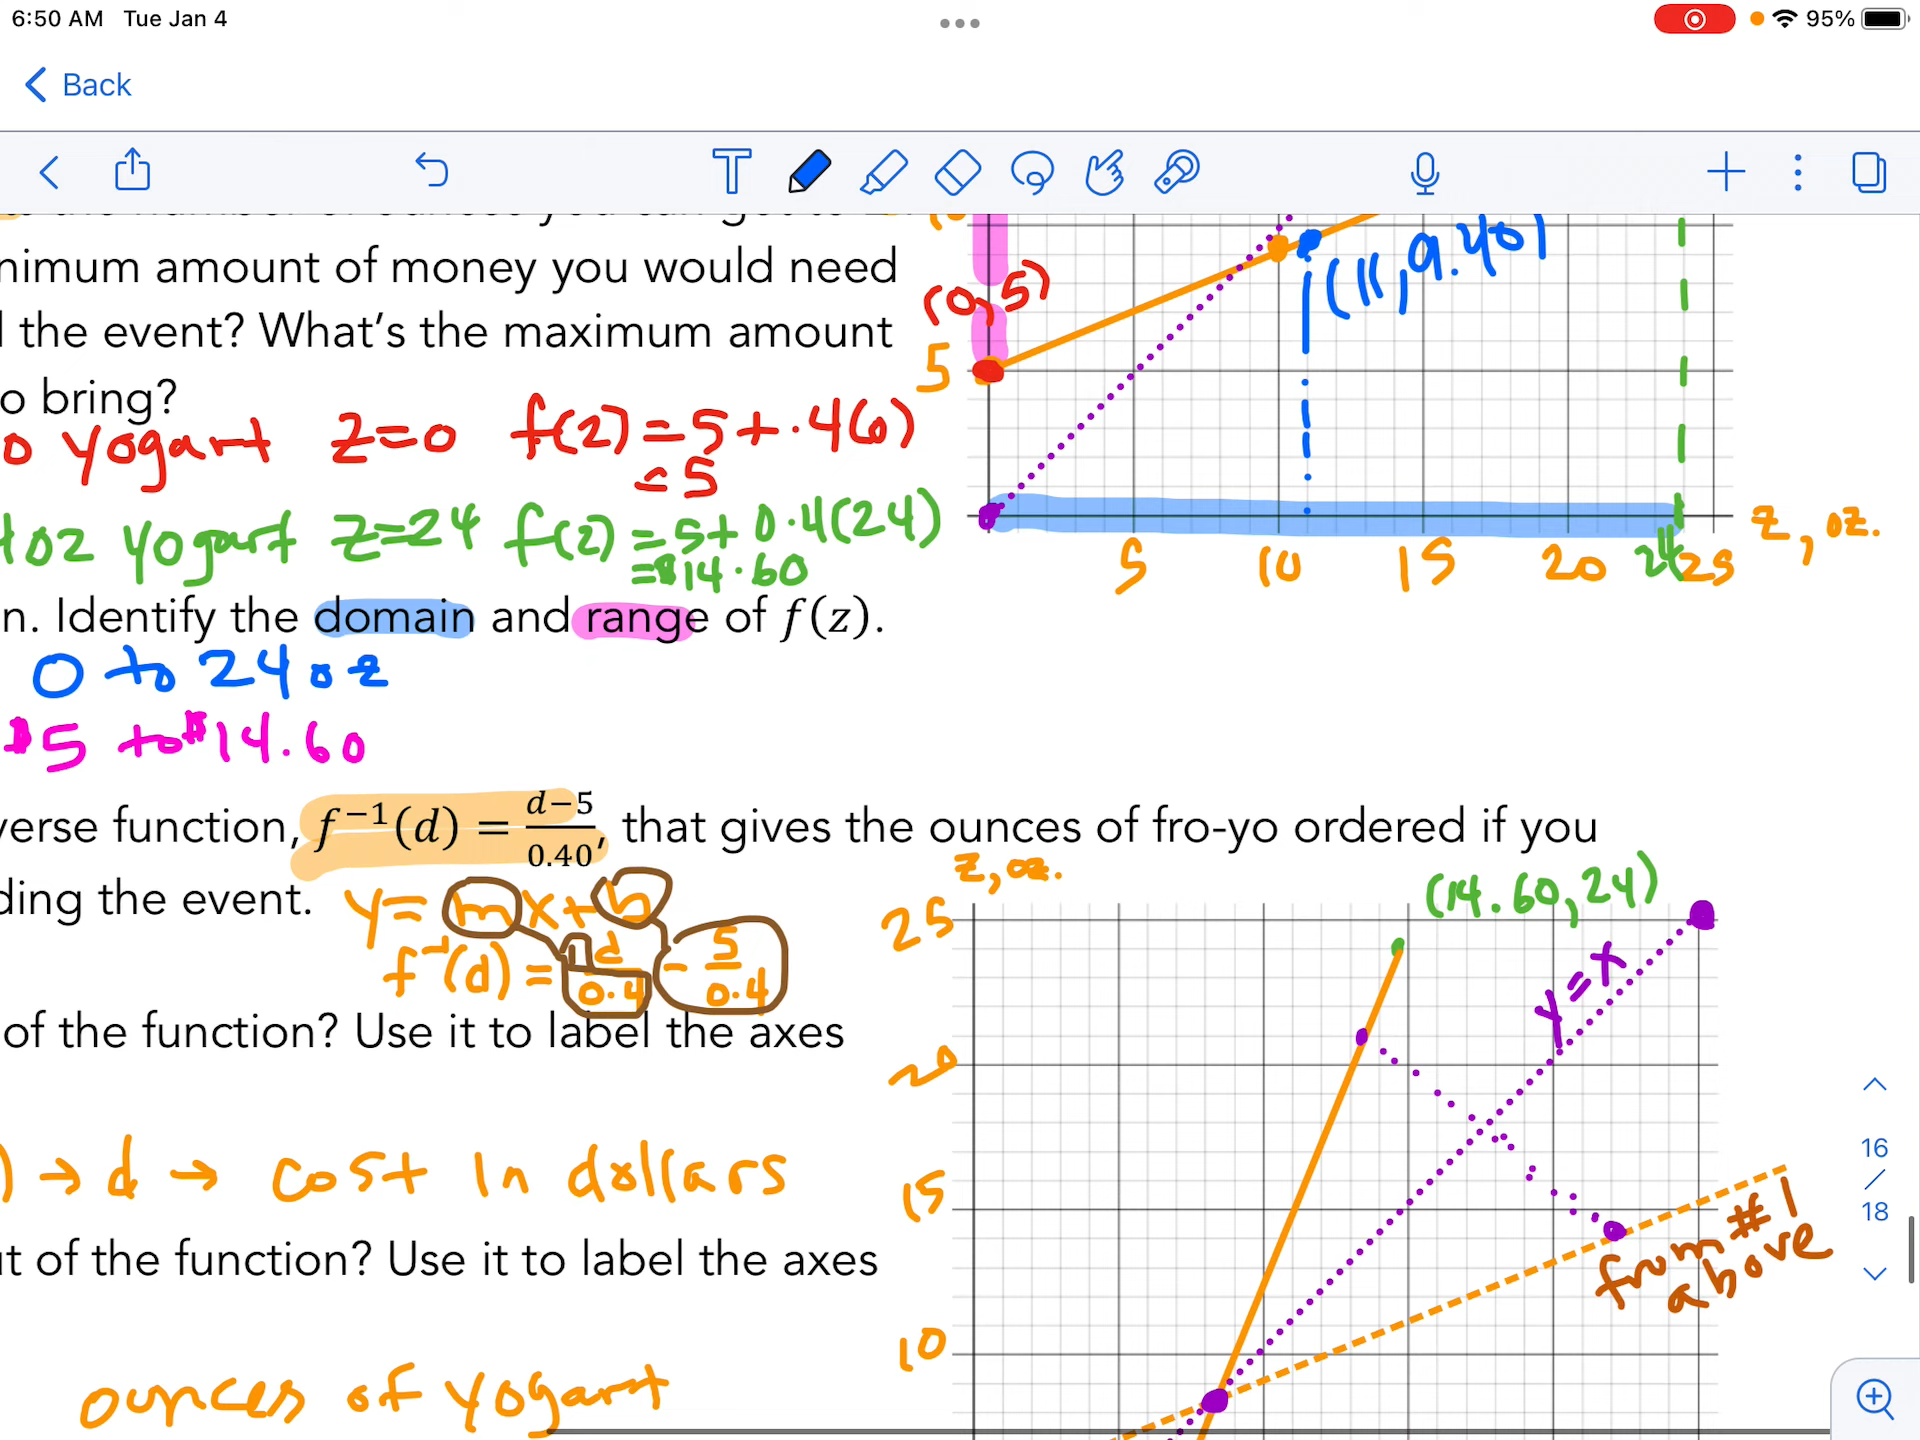 6:50 AM Tue Jan 4
95%
Back
nimum amount of money you would need
the event? What's the maximum amount
o bring?
o yogart z=0 f(z)=5+.4(0)
=5
oz yogart z=24 f(z)=5+0.4(24)
=$14.60
n. Identify the domain and range of f(z).
0 to 24 oz
$5 to $14.60
(0,5)
5
(11,9.40)
5 10 15 20 24 25 z, oz.
verse function, f⁻¹(d) = d−5/0.40, that gives the ounces of fro-yo ordered if you
ding the event.
y=mx+b
f⁻¹(d) = 1d/0.4 - 5/0.4
of the function? Use it to label the axes
) → d → cost in dollars
ut of the function? Use it to label the axes
ounces of yogart
z, oz.
25
20
15
10
(14.60,24)
y=x
from #1
above
16
/
18